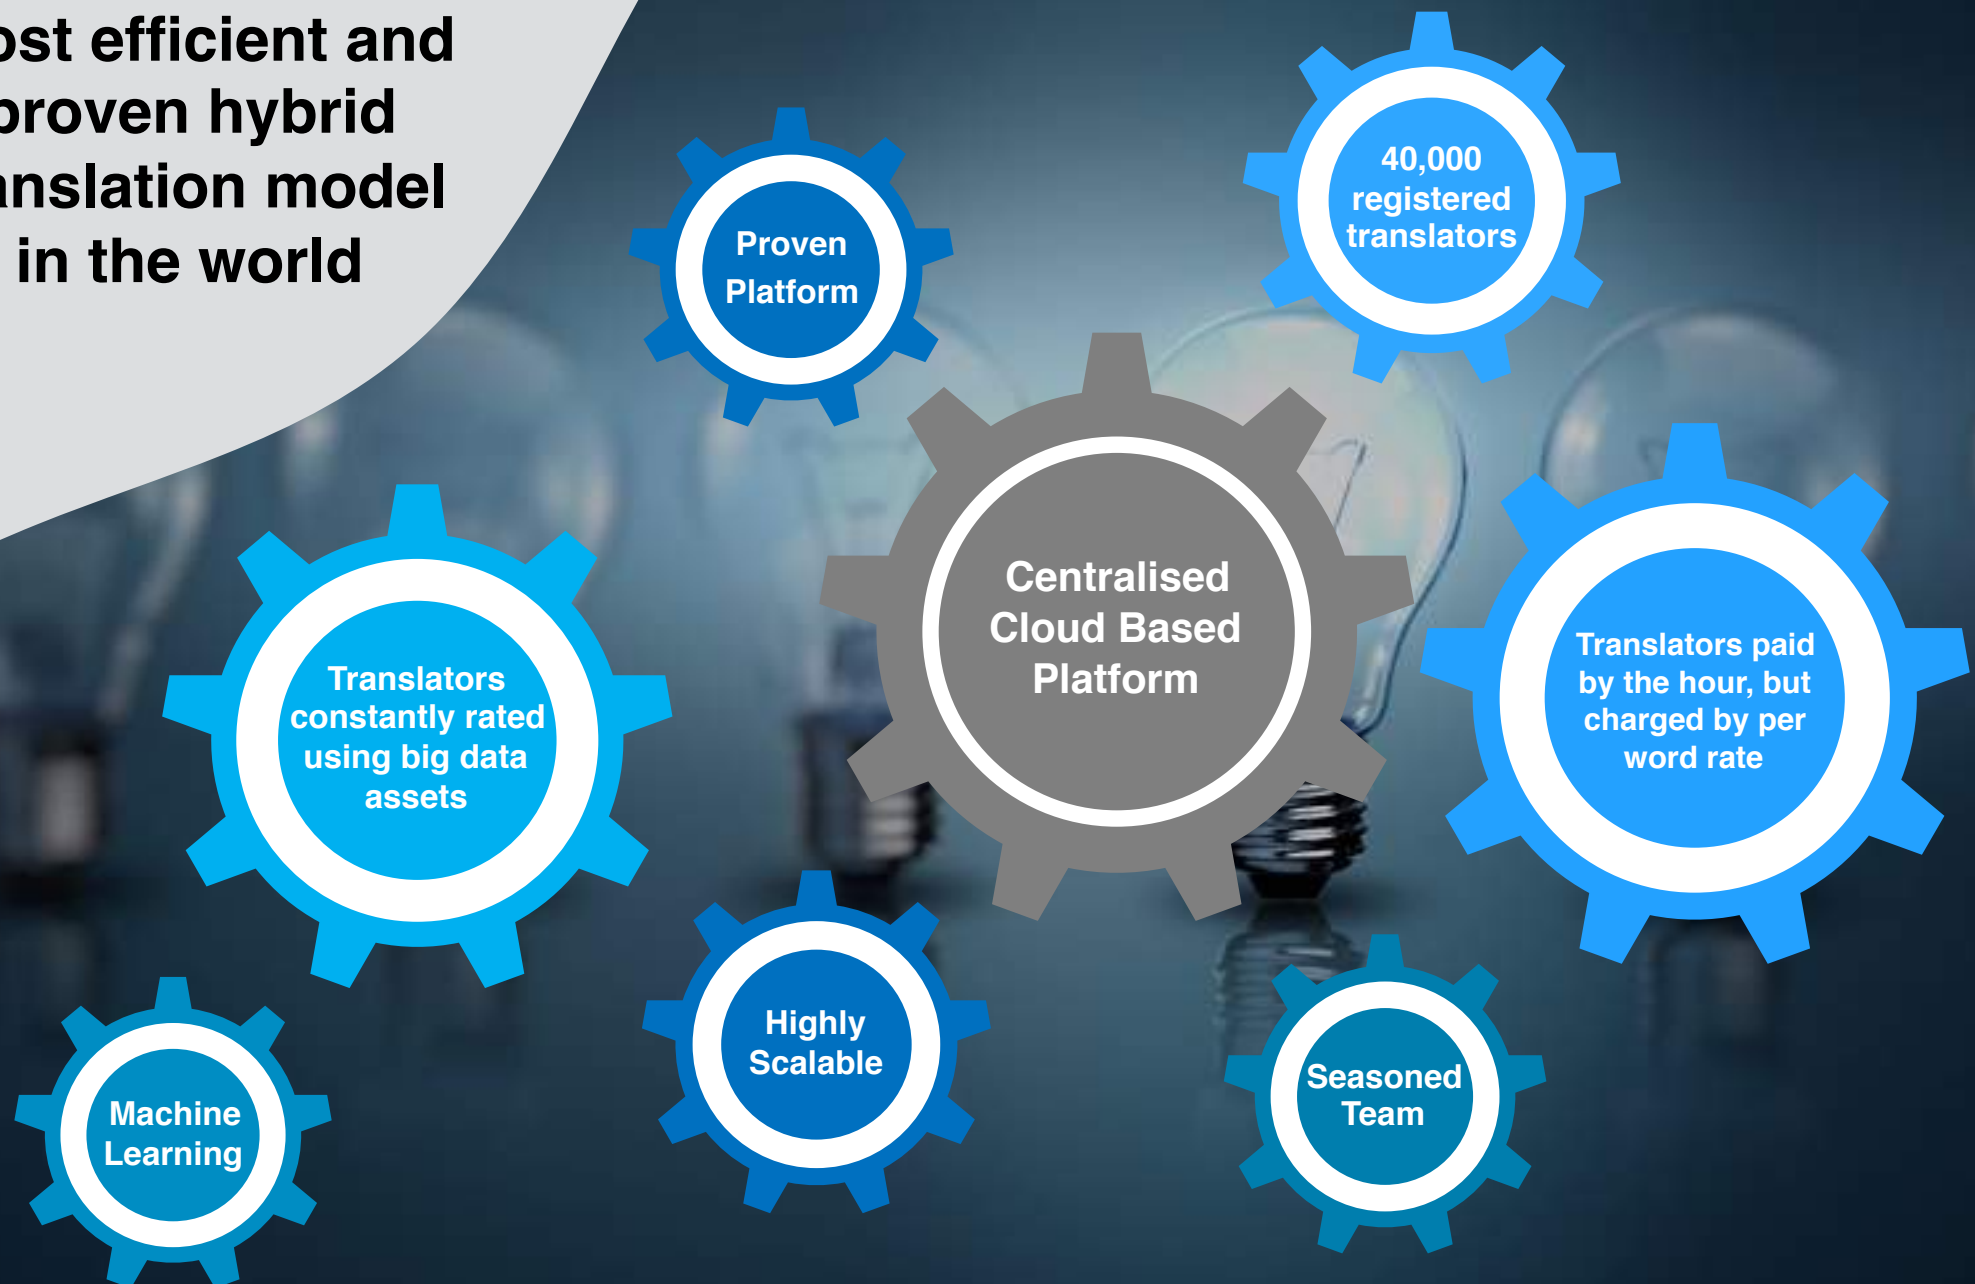 ost efficient and
proven hybrid
anslation model
in the world
Proven
Platform
40,000
registered
translators
Centralised
Cloud Based
Platform
Translators
constantly rated
using big data
assets
Translators paid
by the hour, but
charged by per
word rate
Highly
Scalable
Seasoned
Team
Machine
Learning